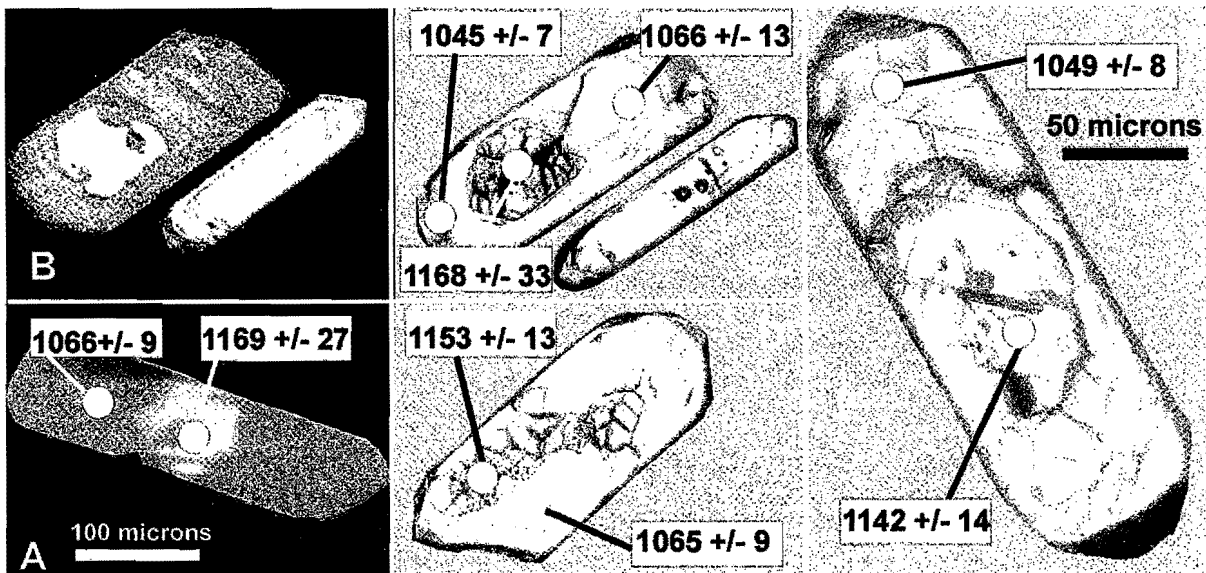 B
1045 +/- 7
1066 +/- 13
1168 +/- 33
1049 +/- 8
50 microns
1066+/- 9
1169 +/- 27
100 microns
A
1153 +/- 13
1065 +/- 9
1142 +/- 14